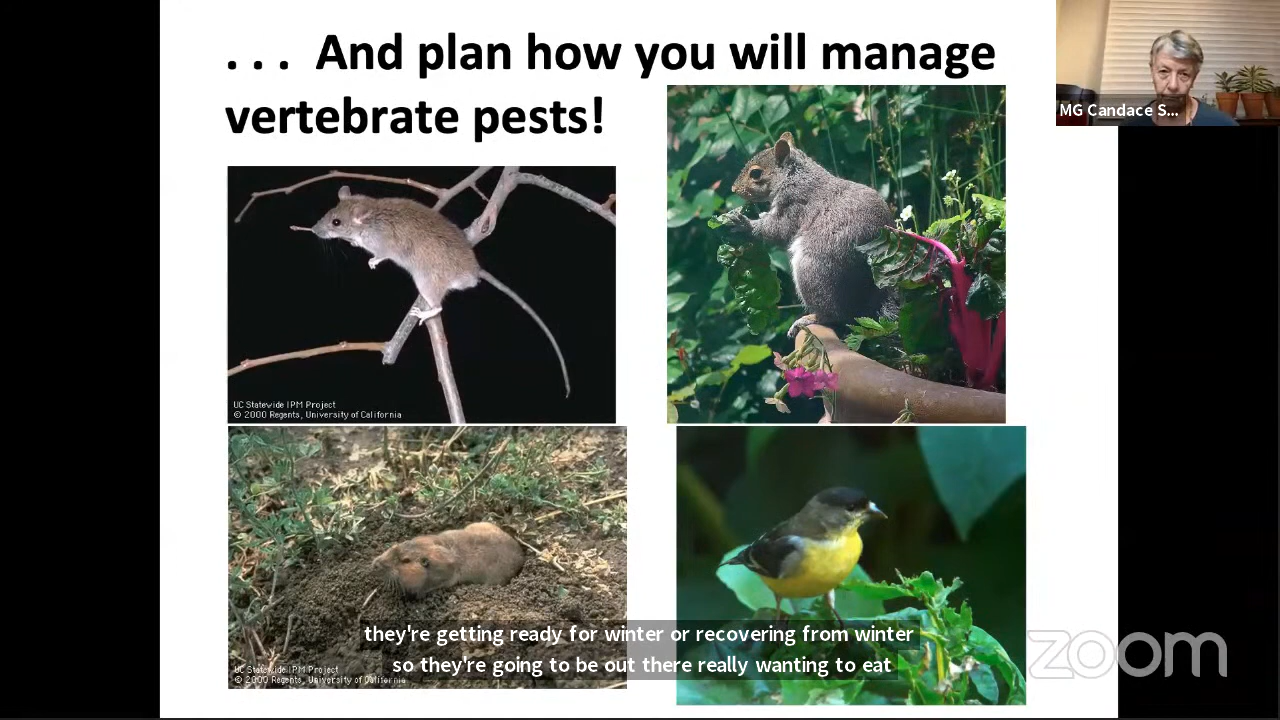 . . . And plan how you will manage
vertebrate pests!
MG Candace S...
UC Statewide IPM Project
© 2000 Regents, University of California
they're getting ready for winter or recovering from winter
so they're going to be out there really wanting to eat
UC Statewide IPM Project
© 2000 Regents, University of California
zoom